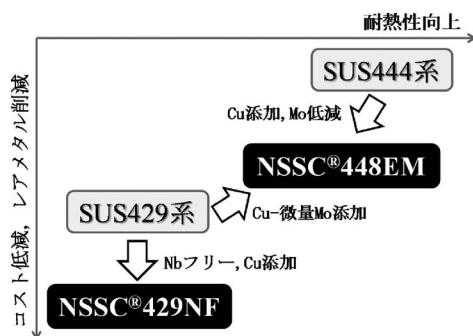 耐熱性向上
コスト低減, レアメタル削減
SUS444系
Cu添加, Mo低減
NSSC®448EM
SUS429系
Cu-微量Mo添加
Nbフリー, Cu添加
NSSC®429NF